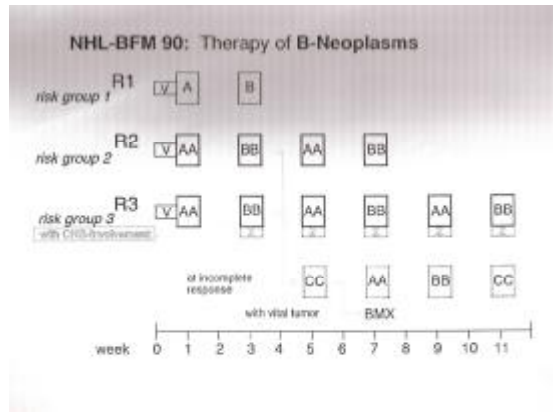 NHL-BFM 90: Therapy of B-Neoplasms
R1
risk group 1
V A B
R2
risk group 2
V AA BB AA BB
R3
risk group 3
V AA BB AA BB AA BB
with CNS-involvement
at incomplete
response
CC AA BB CC
with vital tumor BMX
week 0 1 2 3 4 5 6 7 8 9 10 11